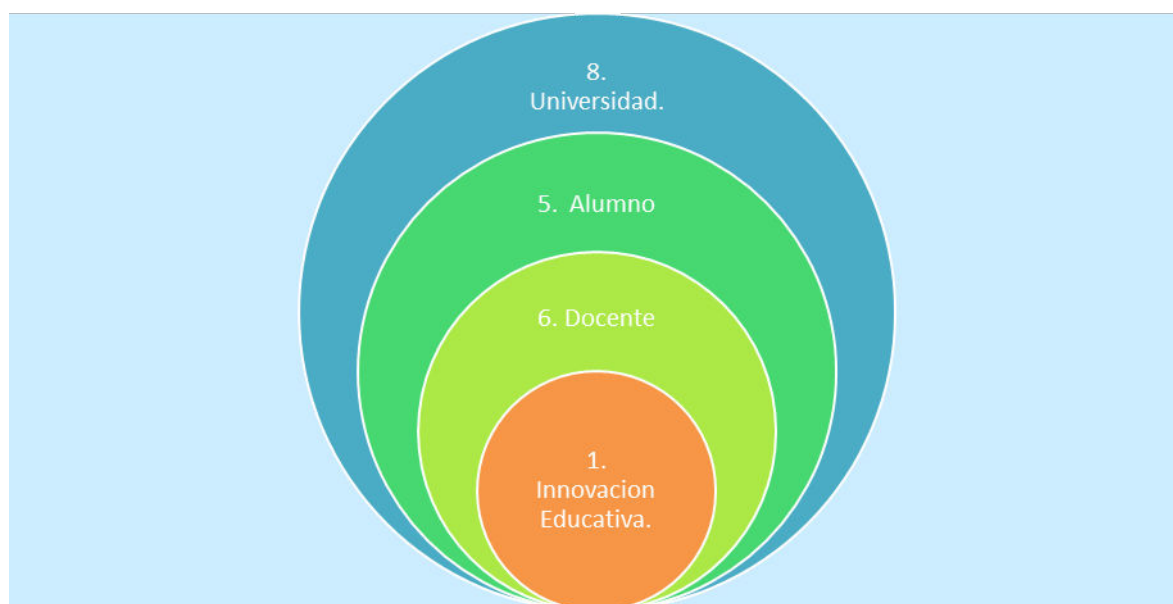 8.
Universidad.
5. Alumno
6. Docente
1.
Innovacion
Educativa.